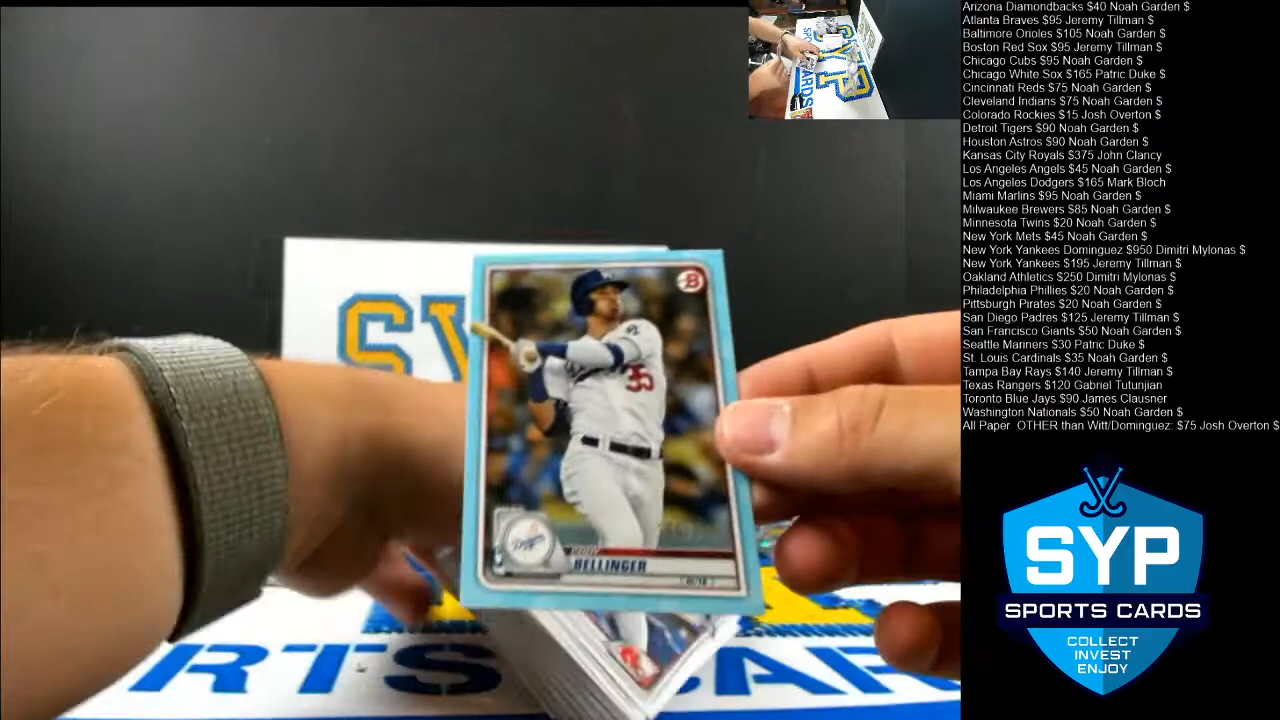 Arizona Diamondbacks $40 Noah Garden $
Atlanta Braves $95 Jeremy Tillman $
Baltimore Orioles $105 Noah Garden $
Boston Red Sox $95 Jeremy Tillman $
Chicago Cubs $95 Noah Garden $
Chicago White Sox $165 Patric Duke $
Cincinnati Reds $75 Noah Garden $
Cleveland Indians $75 Noah Garden $
Colorado Rockies $15 Josh Overton $
Detroit Tigers $90 Noah Garden $
Houston Astros $90 Noah Garden $
Kansas City Royals $375 John Clancy
Los Angeles Angels $45 Noah Garden $
Los Angeles Dodgers $165 Mark Bloch
Miami Marlins $95 Noah Garden $
Milwaukee Brewers $85 Noah Garden $
Minnesota Twins $20 Noah Garden $
New York Mets $45 Noah Garden $
New York Yankees Dominguez $950 Dimitri Mylonas $
New York Yankees $195 Jeremy Tillman $
Oakland Athletics $250 Dimitri Mylonas $
Philadelphia Phillies $20 Noah Garden $
Pittsburgh Pirates $20 Noah Garden $
San Diego Padres $125 Jeremy Tillman $
San Francisco Giants $50 Noah Garden $
Seattle Mariners $30 Patric Duke $
St. Louis Cardinals $35 Noah Garden $
Tampa Bay Rays $140 Jeremy Tillman $
Texas Rangers $120 Gabriel Tutunjian
Toronto Blue Jays $90 James Clausner
Washington Nationals $50 Noah Garden $
All Paper OTHER than Witt/Dominguez: $75 Josh Overton $
SYP
SPORTS CARDS
COLLECT
INVEST
ENJOY
SYP
CARDS
B
35
Dodgers
CODY
BELLINGER
SY
RTS CAR